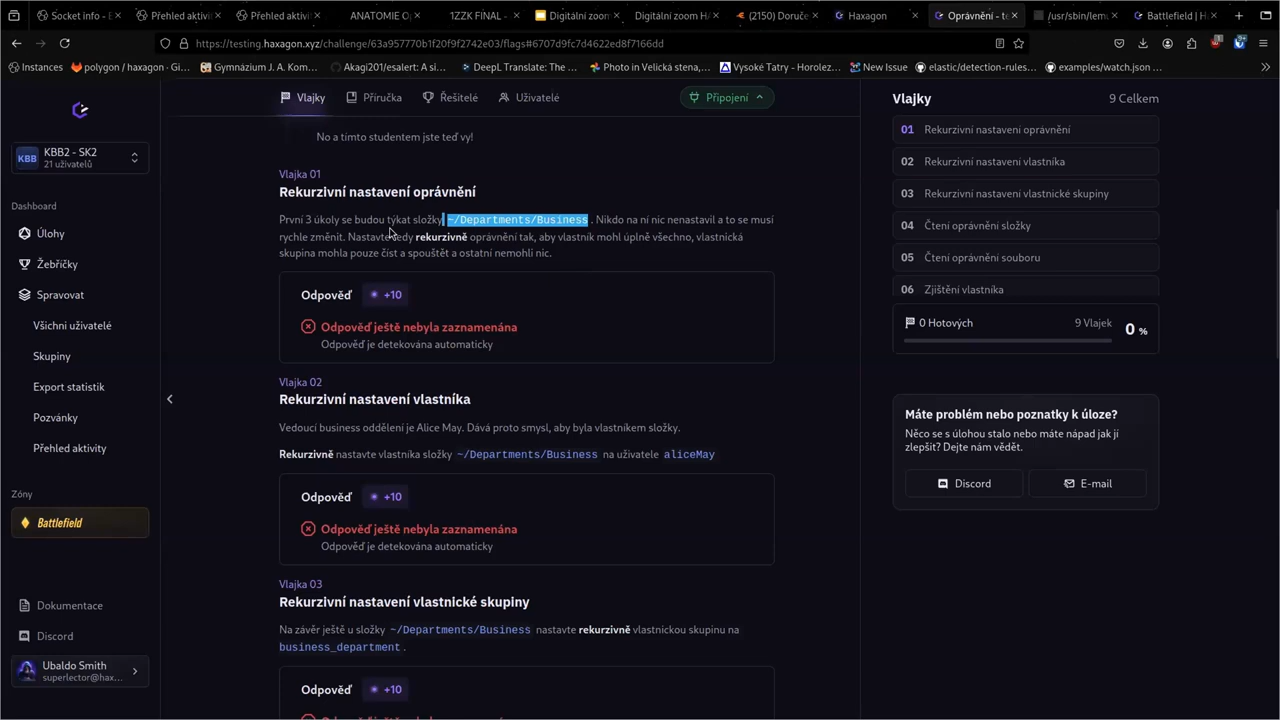 Socket info - E
Přehled aktivi
Přehled aktivi
ANATOMIE O
1ZZK FINAL -
Digitální zoom
Digitální zoom HA
(2150) Doruče
Haxagon
Oprávnění - te
/usr/sbin/lem
Battlefield | H
https://testing.haxagon.xyz/challenge/63a957770b1f20f9f2742e03/flags#6707d9fc7d4622ed8f7166dd
Instances
polygon / haxagon · Gi…
Gymnázium J. A. Kom…
Akagi201/esalert: A si…
DeepL Translate: The …
Photo in Velická stena,…
Vysoké Tatry - Horolez…
New Issue
elastic/detection-rules…
examples/watch.json …
KBB
KBB2 - SK2
21 uživatelů
Dashboard
Úlohy
Žebříčky
Spravovat
Všichni uživatelé
Skupiny
Export statistik
Pozvánky
Přehled aktivity
Zóny
Battlefield
Dokumentace
Discord
Ubaldo Smith
superlector@hax...
Vlajky
Příručka
Řešitelé
Uživatelé
Připojení
No a tímto studentem jste teď vy!
Vlajka 01
Rekurzivní nastavení oprávnění
První 3 úkoly se budou týkat složky ~/Departments/Business . Nikdo na ní nic nenastavil a to se musí
rychle změnit. Nastavte tedy rekurzivně oprávnění tak, aby vlastník mohl úplně všechno, vlastnická
skupina mohla pouze číst a spouštět a ostatní nemohli nic.
Odpověď +10
Odpověď ještě nebyla zaznamenána
Odpověď je detekována automaticky
Vlajka 02
Rekurzivní nastavení vlastníka
Vedoucí business oddělení je Alice May. Dává proto smysl, aby byla vlastníkem složky.
Rekurzivně nastavte vlastníka složky ~/Departments/Business na uživatele aliceMay
Odpověď +10
Odpověď ještě nebyla zaznamenána
Odpověď je detekována automaticky
Vlajka 03
Rekurzivní nastavení vlastnické skupiny
Na závěr ještě u složky ~/Departments/Business nastavte rekurzivně vlastnickou skupinu na
business_department .
Odpověď +10
Vlajky 9 Celkem
01 Rekurzivní nastavení oprávnění
02 Rekurzivní nastavení vlastníka
03 Rekurzivní nastavení vlastnické skupiny
04 Čtení oprávnění složky
05 Čtení oprávnění souboru
06 Zjištění vlastníka
0 Hotových 9 Vlajek 0 %
Máte problém nebo poznatky k úloze?
Něco se s úlohou stalo nebo máte nápad jak jí
zlepšit? Dejte nám vědět.
Discord
E-mail